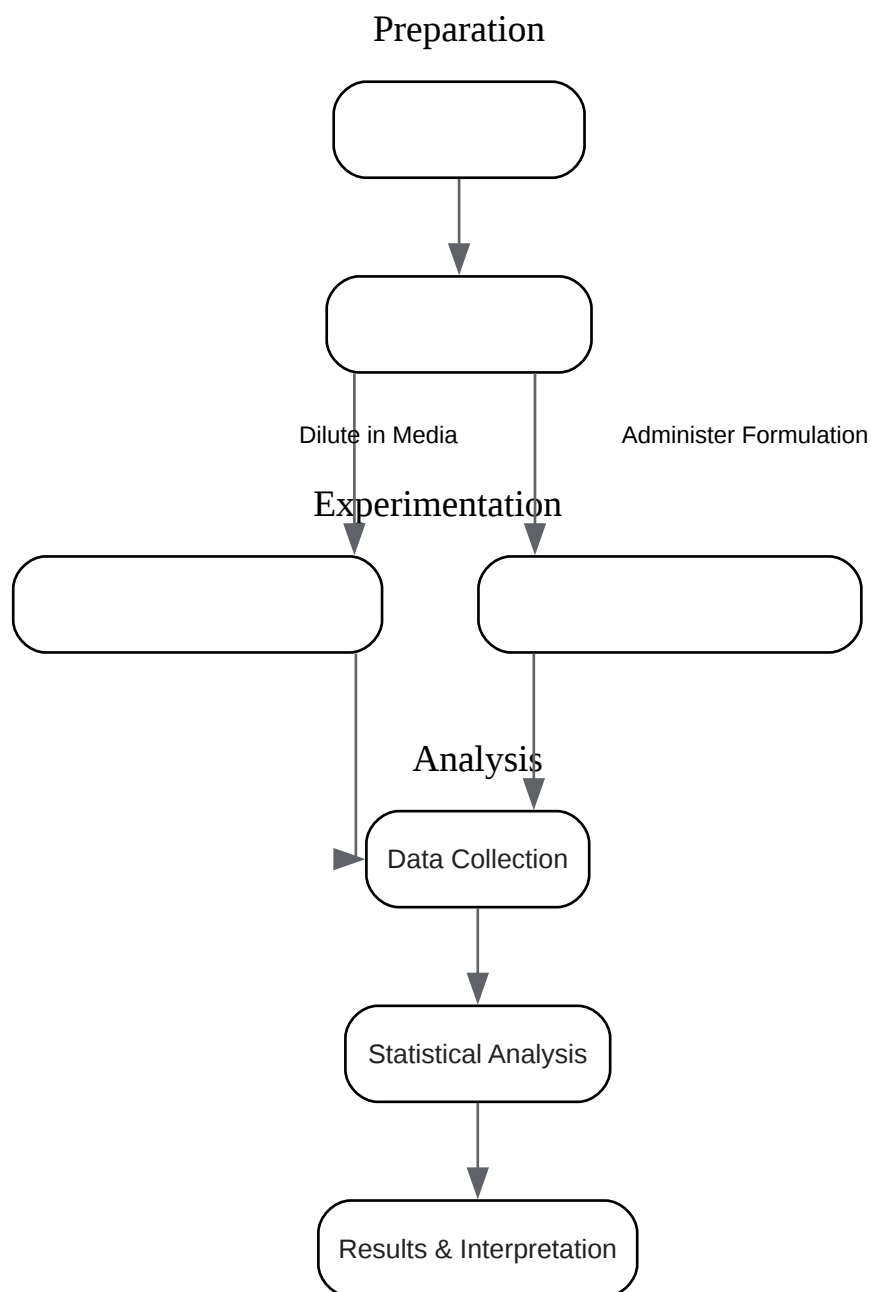 Preparation
Dilute in Media
Administer Formulation
Experimentation
Analysis
Data Collection
Statistical Analysis
Results & Interpretation